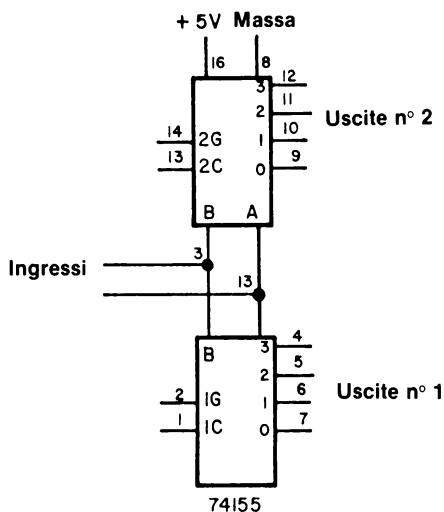 + 5V Massa
16 8
3 12
2 11
Uscite n° 2
14 2G 1 10
13 2C 0 9
B A
3
Ingressi
13
B 3 4
2 5
2 1G 1 6
Uscite n° 1
1 1C 0 7
74155